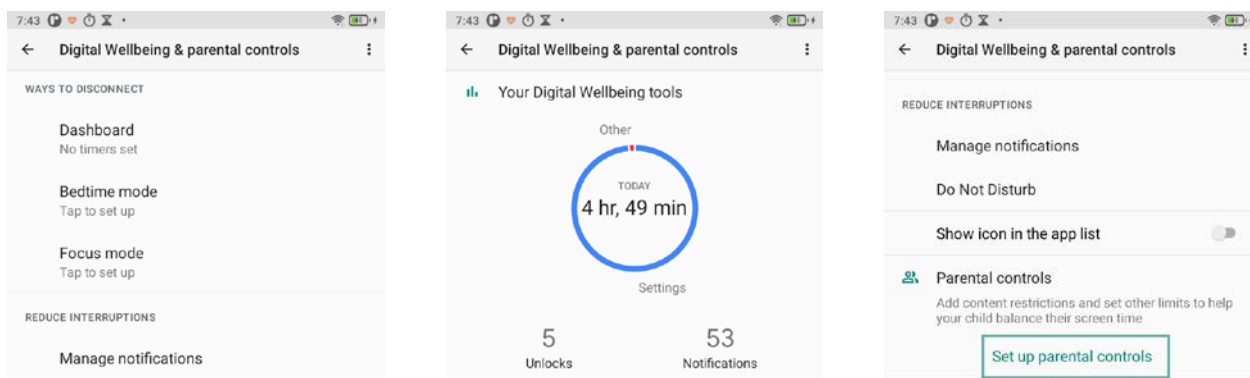 7:43
Digital Wellbeing & parental controls
WAYS TO DISCONNECT
Dashboard
No timers set
Bedtime mode
Tap to set up
Focus mode
Tap to set up
REDUCE INTERRUPTIONS
Manage notifications
7:43
Digital Wellbeing & parental controls
Your Digital Wellbeing tools
Other
TODAY
4 hr, 49 min
Settings
5
53
Unlocks
Notifications
7:43
Digital Wellbeing & parental controls
REDUCE INTERRUPTIONS
Manage notifications
Do Not Disturb
Show icon in the app list
Parental controls
Add content restrictions and set other limits to help
your child balance their screen time
Set up parental controls